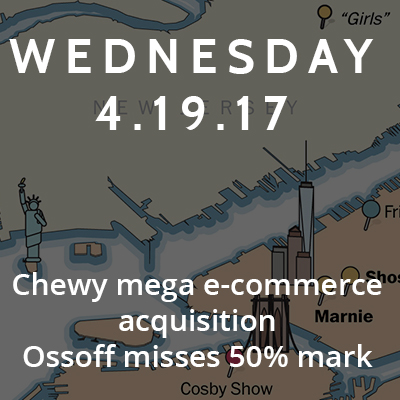 "Girls"
WEDNESDAY
NEW JERSEY
4.19.17
Fri
Chewy mega e-commerce
Shos
acquisition
Marnie
Ossoff misses 50% mark
Cosby Show